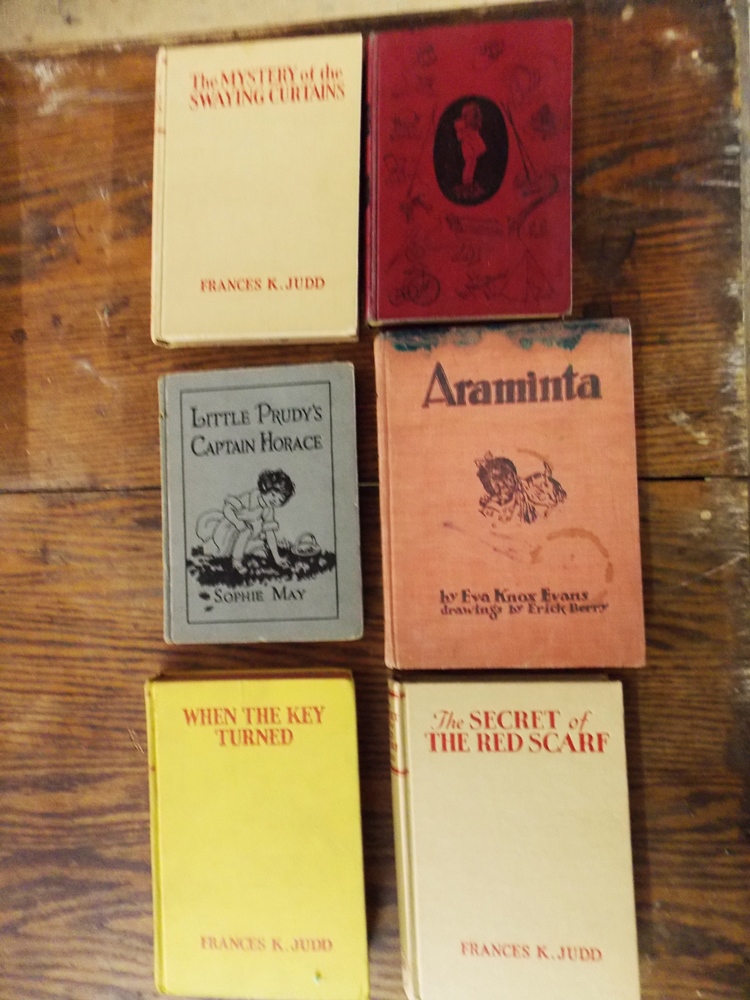 The MYSTERY of the
SWAYING CURTAINS
FRANCES K. JUDD
LITTLE PRUDY'S
CAPTAIN HORACE
SOPHIE MAY
Araminta
by Eva Knox Evans
drawings by Erick Berry
WHEN THE KEY
TURNED
FRANCES K. JUDD
The SECRET of
THE RED SCARF
FRANCES K. JUDD